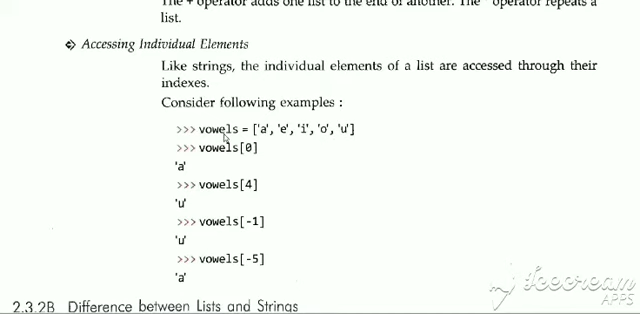 The + operator adds one list to the end of another. The * operator repeats a
list.
Accessing Individual Elements
Like strings, the individual elements of a list are accessed through their
indexes.
Consider following examples :
>>> vowels = ['a', 'e', 'i', 'o', 'u']
>>> vowels[0]
'a'
>>> vowels[4]
'u'
>>> vowels[-1]
'u'
>>> vowels[-5]
'a'
Icecream
APPS
2.3.2B Difference between Lists and Strings